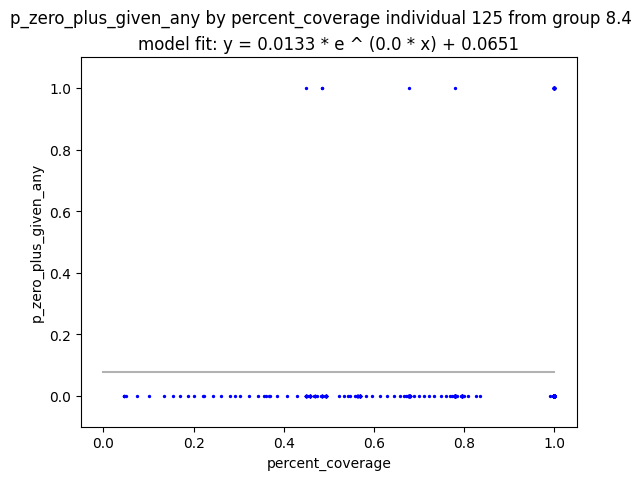 p_zero_plus_given_any by percent_coverage individual 125 from group 8.4
model fit: y = 0.0133 * e ^ (0.0 * x) + 0.0651
1.0
0.8
0.6
0.4
0.2
0.0
p_zero_plus_given_any
0.0 0.2 0.4 0.6 0.8 1.0
percent_coverage